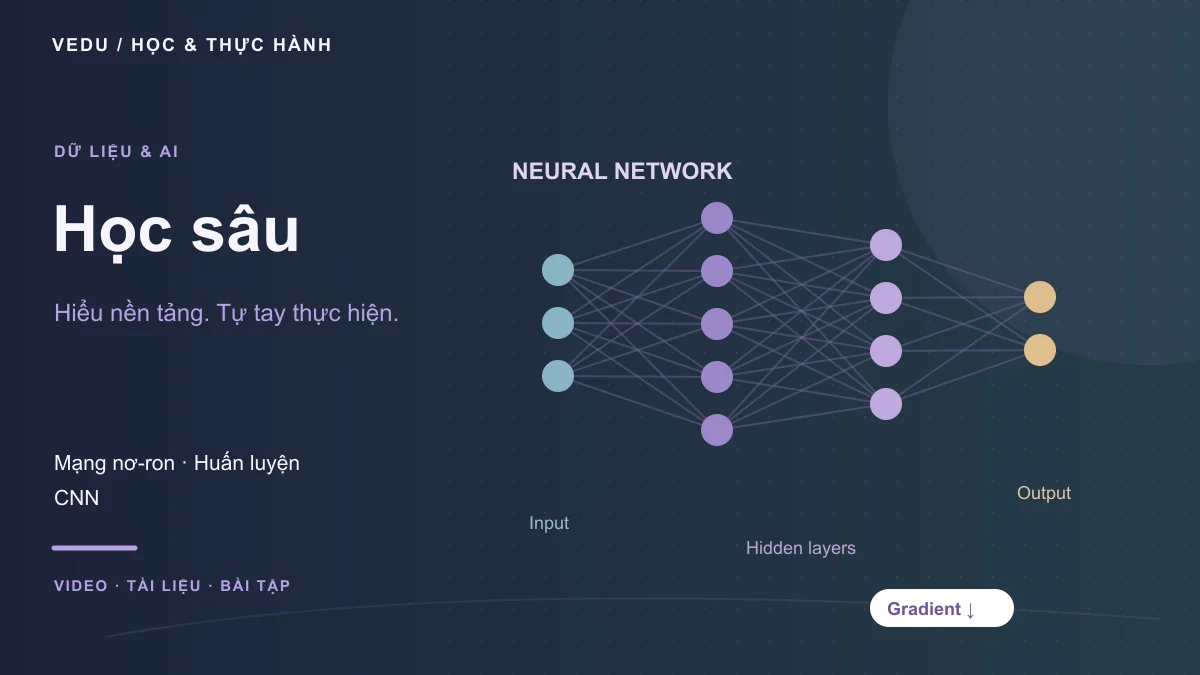 VEDU / HỌC & THỰC HÀNH
DỮ LIỆU & AI
Học sâu
Hiểu nền tảng. Tự tay thực hiện.
Mạng nơ-ron · Huấn luyện
CNN
VIDEO · TÀI LIỆU · BÀI TẬP
NEURAL NETWORK
Input
Hidden layers
Output
Gradient ↓